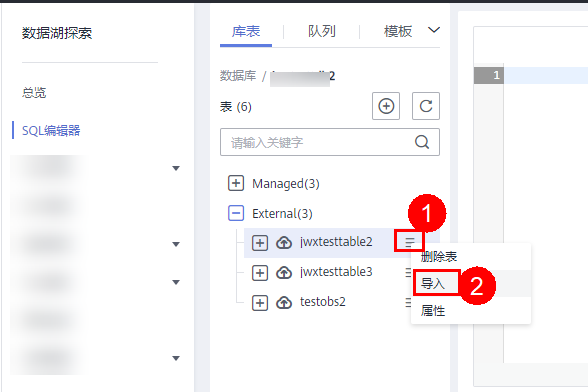 数据湖探索
总览
SQL编辑器
库表
队列
模板
数据库 /
表 (6)
请输入关键字
Managed(3)
External(3)
jwxtesttable2
jwxtesttable3
testobs2
1
删除表
导入
2
属性
1